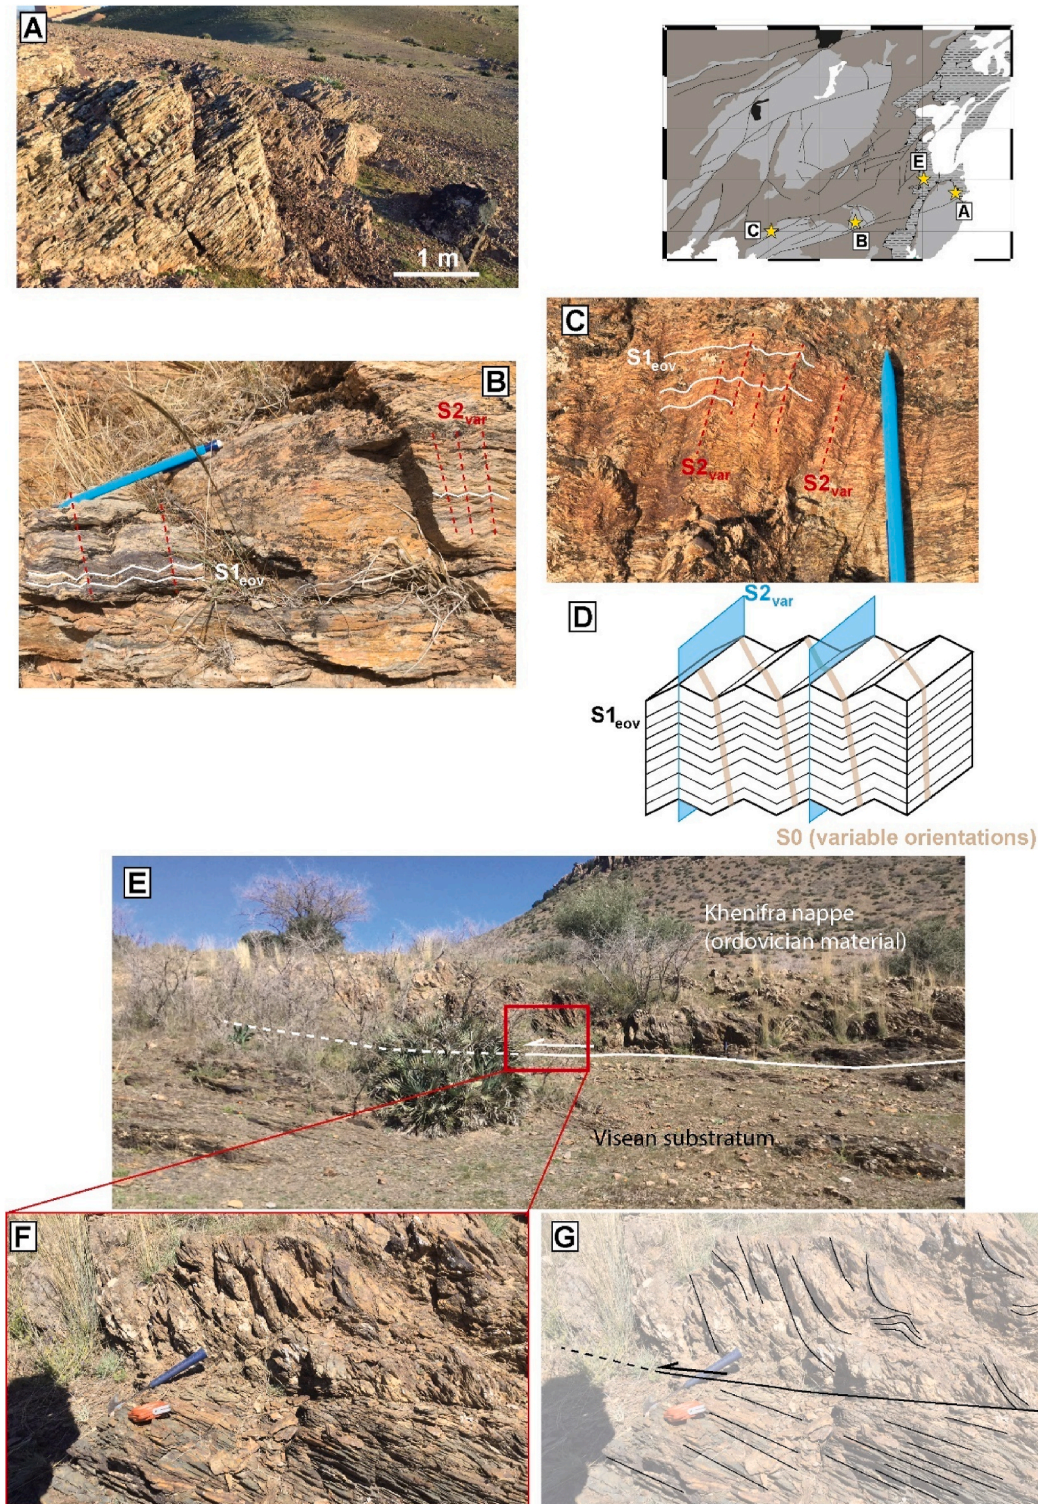 A
1 m
E
A
C
B
B
S2var
S1eov
C
S1eov
S2var
S2var
D
S2var
S1eov
S0 (variable orientations)
E
Khenifra nappe
(ordovician material)
Visean substratum
F
G